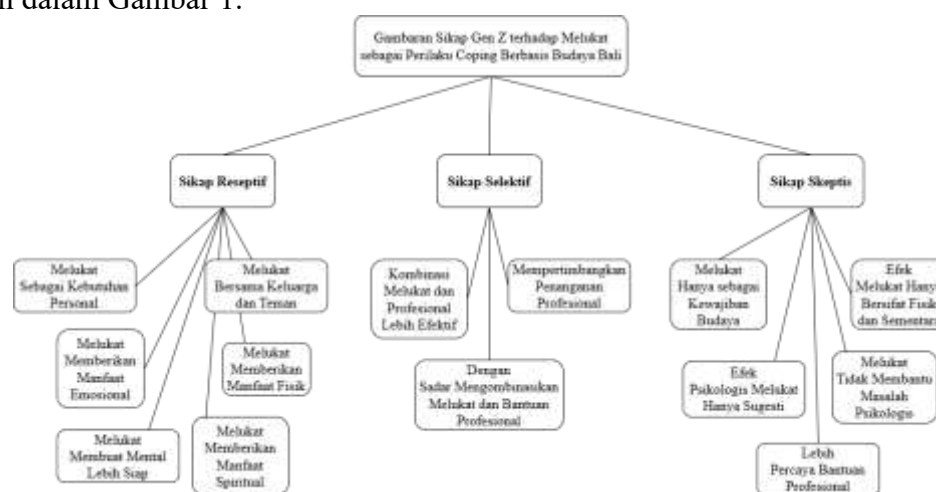 dalam Gambar 1.
Gambaran Sikap Gen Z terhadap Melukat
sebagai Perilaku Coping Berbasis Budaya Bali
Sikap Reseptif
Sikap Selektif
Sikap Skeptis
Melukat
Sebagai Kebutuhan
Personal
Melukat
Bersama Keluarga
dan Teman
Melukat
Memberikan
Manfaat
Emosional
Melukat
Memberikan
Manfaat Fisik
Melukat
Membuat Mental
Lebih Siap
Melukat
Memberikan
Manfaat
Spiritual
Kombinasi
Melukat dan
Profesional
Lebih Efektif
Mempertimbangkan
Penanganan
Profesional
Dengan
Sadar Mengombinasukan
Melukat dan Bantuan
Profesional
Melukat
Hanya sebagai
Kewajiban
Budaya
Efek
Melukat Hany
Bersifat Fisik
dan Sementar
Efek
Psikologis Melukat
Hanya Sugesti
Melukat
Tidak Membantu
Masalah
Psikologis
Lebih
Percaya Bantuan
Profesional